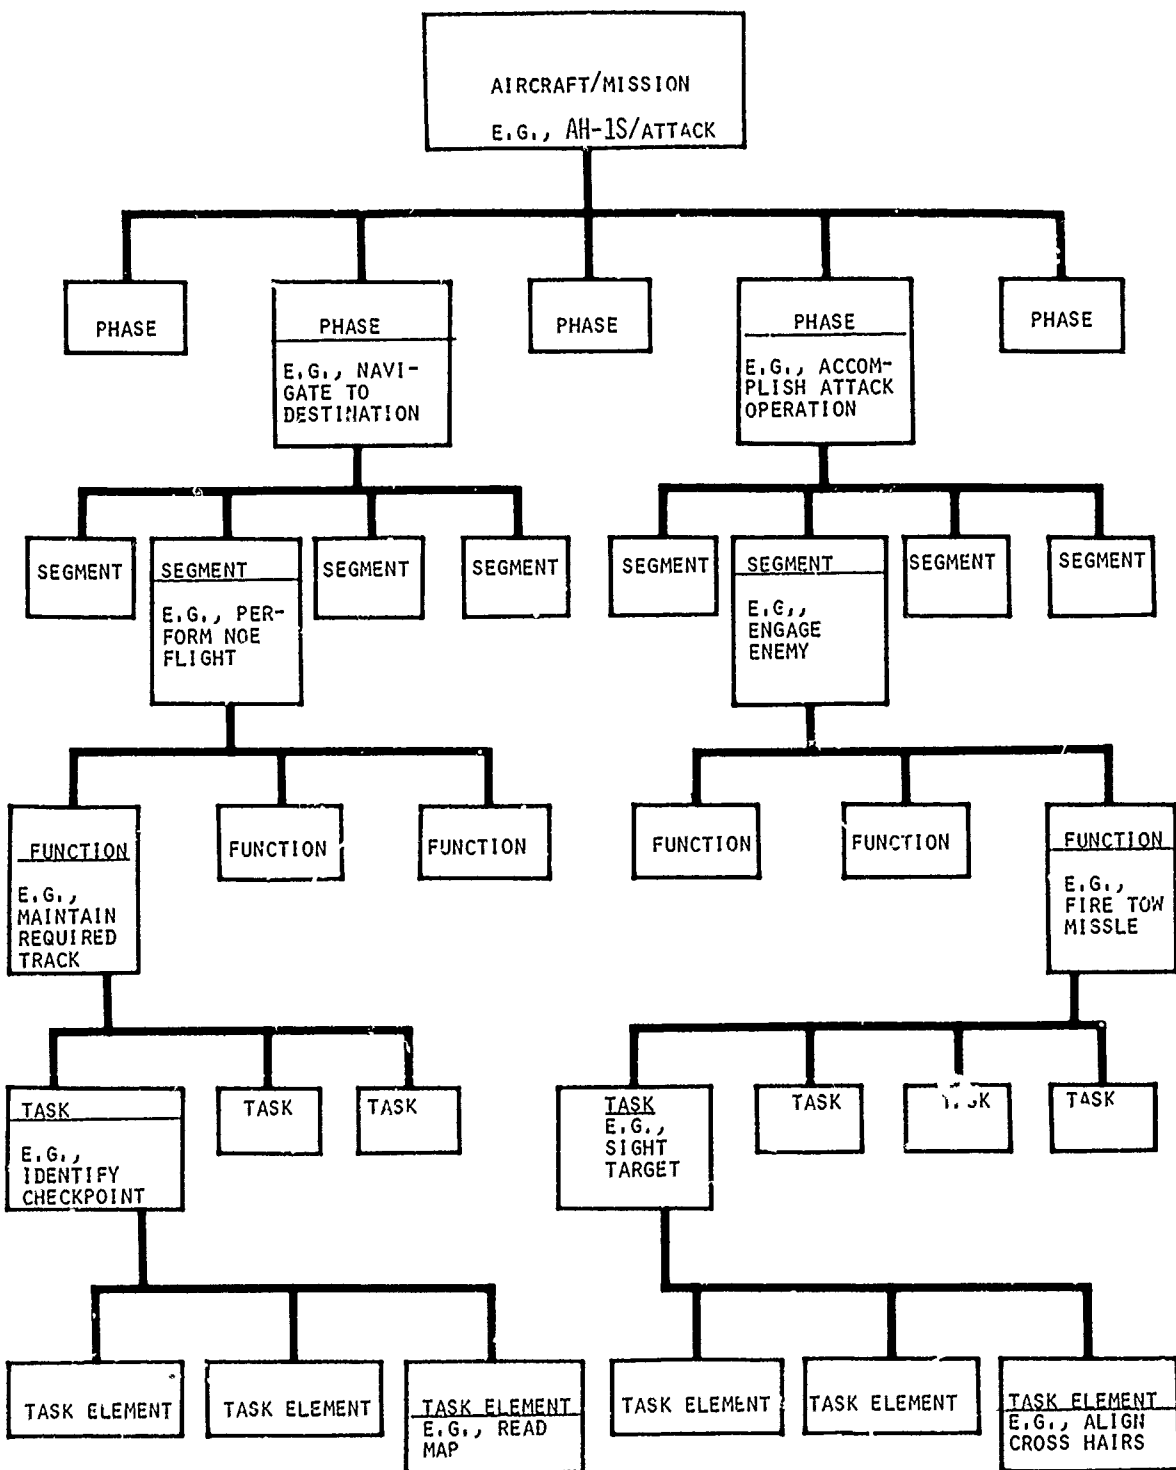 AIRCRAFT/MISSION
E.G., AH-1S/ATTACK
PHASE
PHASE
E.G., NAVI-
GATE TO
DESTINATION
PHASE
PHASE
E.G., ACCOM-
PLISH ATTACK
OPERATION
PHASE
SEGMENT
SEGMENT
E.G., PER-
FORM NOE
FLIGHT
SEGMENT
SEGMENT
SEGMENT
SEGMENT
E.G.,
ENGAGE
ENEMY
SEGMENT
SEGMENT
FUNCTION
E.G.,
MAINTAIN
REQUIRED
TRACK
FUNCTION
FUNCTION
FUNCTION
FUNCTION
FUNCTION
E.G.,
FIRE TOW
MISSLE
TASK
E.G.,
IDENTIFY
CHECKPOINT
TASK
TASK
TASK
E.G.,
SIGHT
TARGET
TASK
TASK
TASK ELEMENT
TASK ELEMENT
TASK ELEMENT
E.G., READ
MAP
TASK ELEMENT
TASK ELEMENT
TASK ELEMENT
E.G., ALIGN
CROSS HAIRS